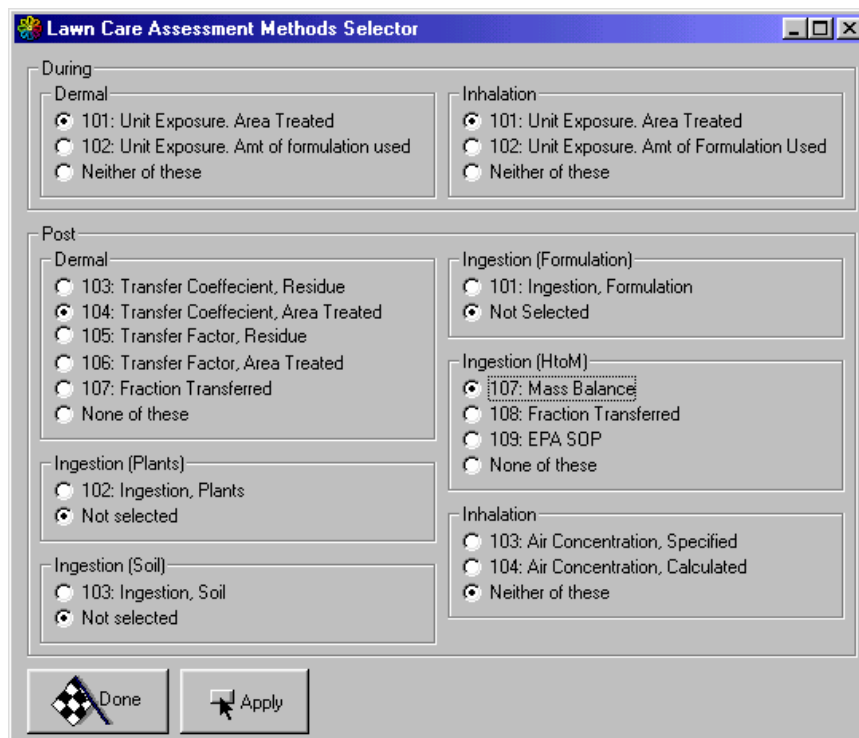 Lawn Care Assessment Methods Selector
During
Dermal
101: Unit Exposure. Area Treated
102: Unit Exposure. Amt of formulation used
Neither of these
Inhalation
101: Unit Exposure. Area Treated
102: Unit Exposure. Amt of Formulation Used
Neither of these
Post
Dermal
103: Transfer Coeffecient, Residue
104: Transfer Coeffecient, Area Treated
105: Transfer Factor, Residue
106: Transfer Factor, Area Treated
107: Fraction Transferred
None of these
Ingestion (Plants)
102: Ingestion, Plants
Not selected
Ingestion (Soil)
103: Ingestion, Soil
Not selected
Ingestion (Formulation)
101: Ingestion, Formulation
Not Selected
Ingestion (HtoM)
107: Mass Balance
108: Fraction Transferred
109: EPA SOP
None of these
Inhalation
103: Air Concentration, Specified
104: Air Concentration, Calculated
Neither of these
Done
Apply